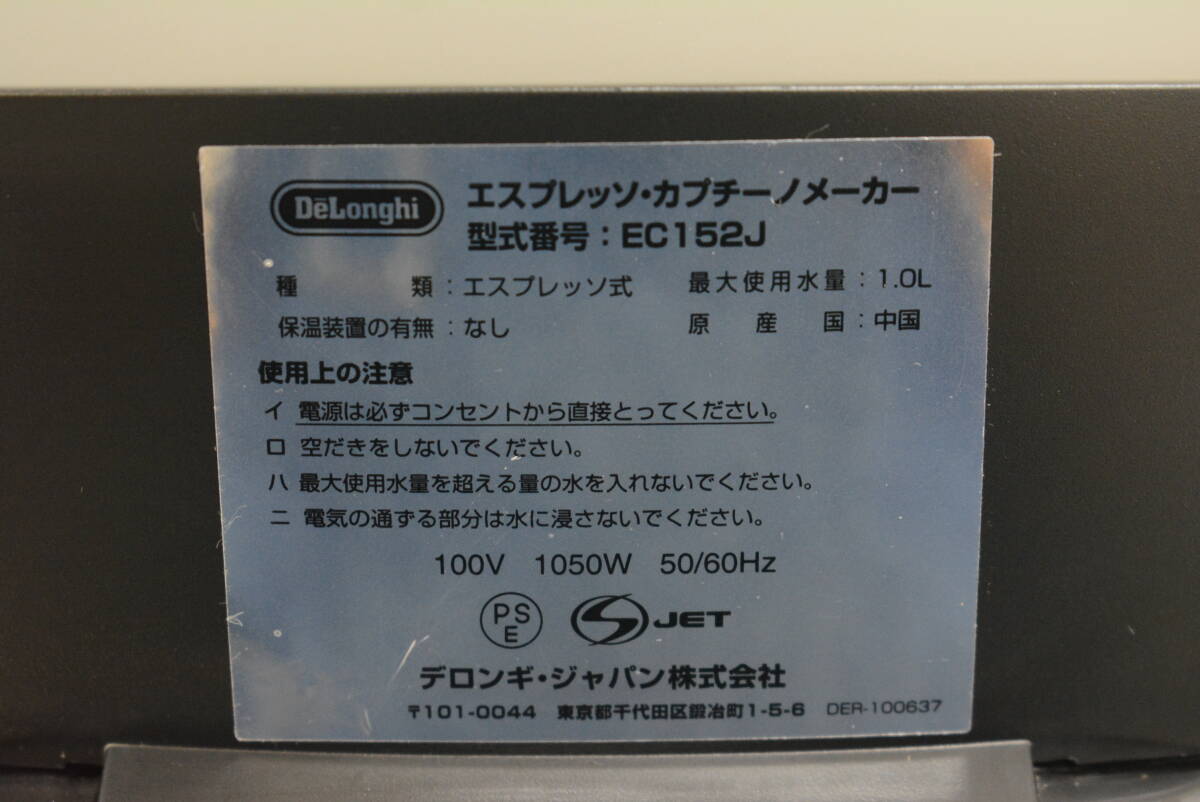 DeLonghi
エスプレッソ・カプチーノメーカー
型式番号：EC152J
種類：エスプレッソ式 最大使用水量：1.0L
保温装置の有無：なし 原産国：中国
使用上の注意
イ 電源は必ずコンセントから直接とってください。
ロ 空だきをしないでください。
ハ 最大使用水量を超える量の水を入れないでください。
ニ 電気の通ずる部分は水に浸さないでください。
100V 1050W 50/60Hz
PS
E
S JET
デロンギ・ジャパン株式会社
〒101-0044 東京都千代田区鍛冶町1-5-6 DER-100637